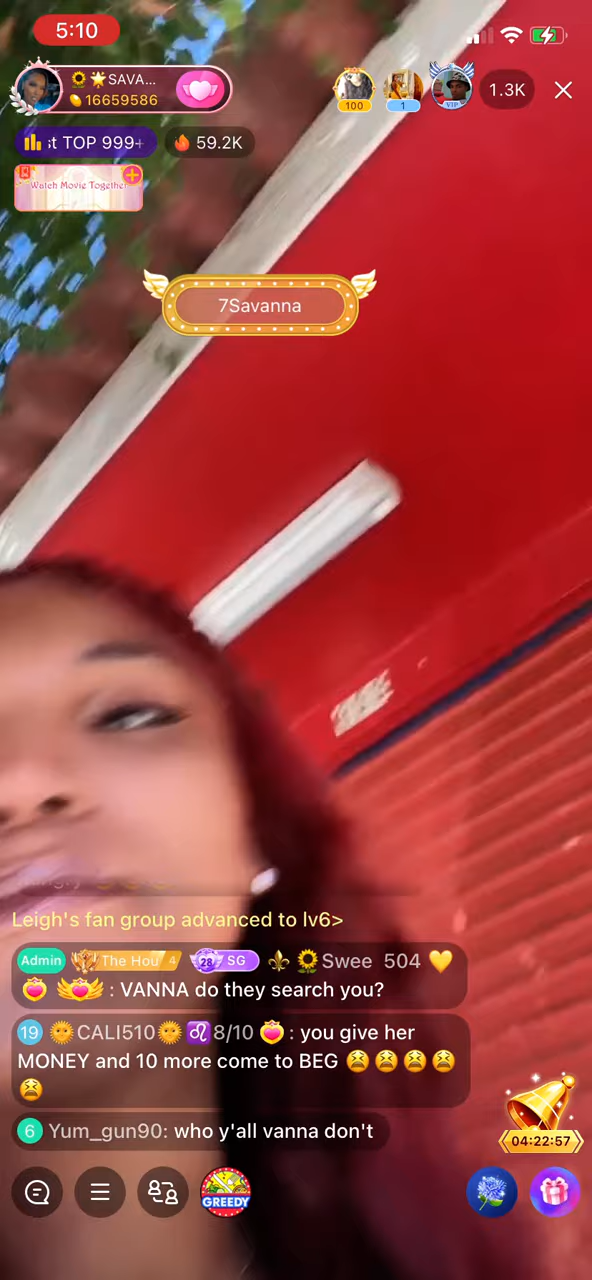 5:10
SAVA...
16659586
100
1
VIP
1.3K
st TOP 999+
59.2K
Watch Movie Together
7Savanna
Leigh's fan group advanced to lv6>
Admin The Hou 4 28 SG ⚜️ 🌻Swee 504 💛
: VANNA do they search you?
19 🌞CALI510🌞♌8/10 : you give her
MONEY and 10 more come to BEG 😫😫😫😫
😫
6 Yum_gun90: who y'all vanna don't
04:22:57
GREEDY